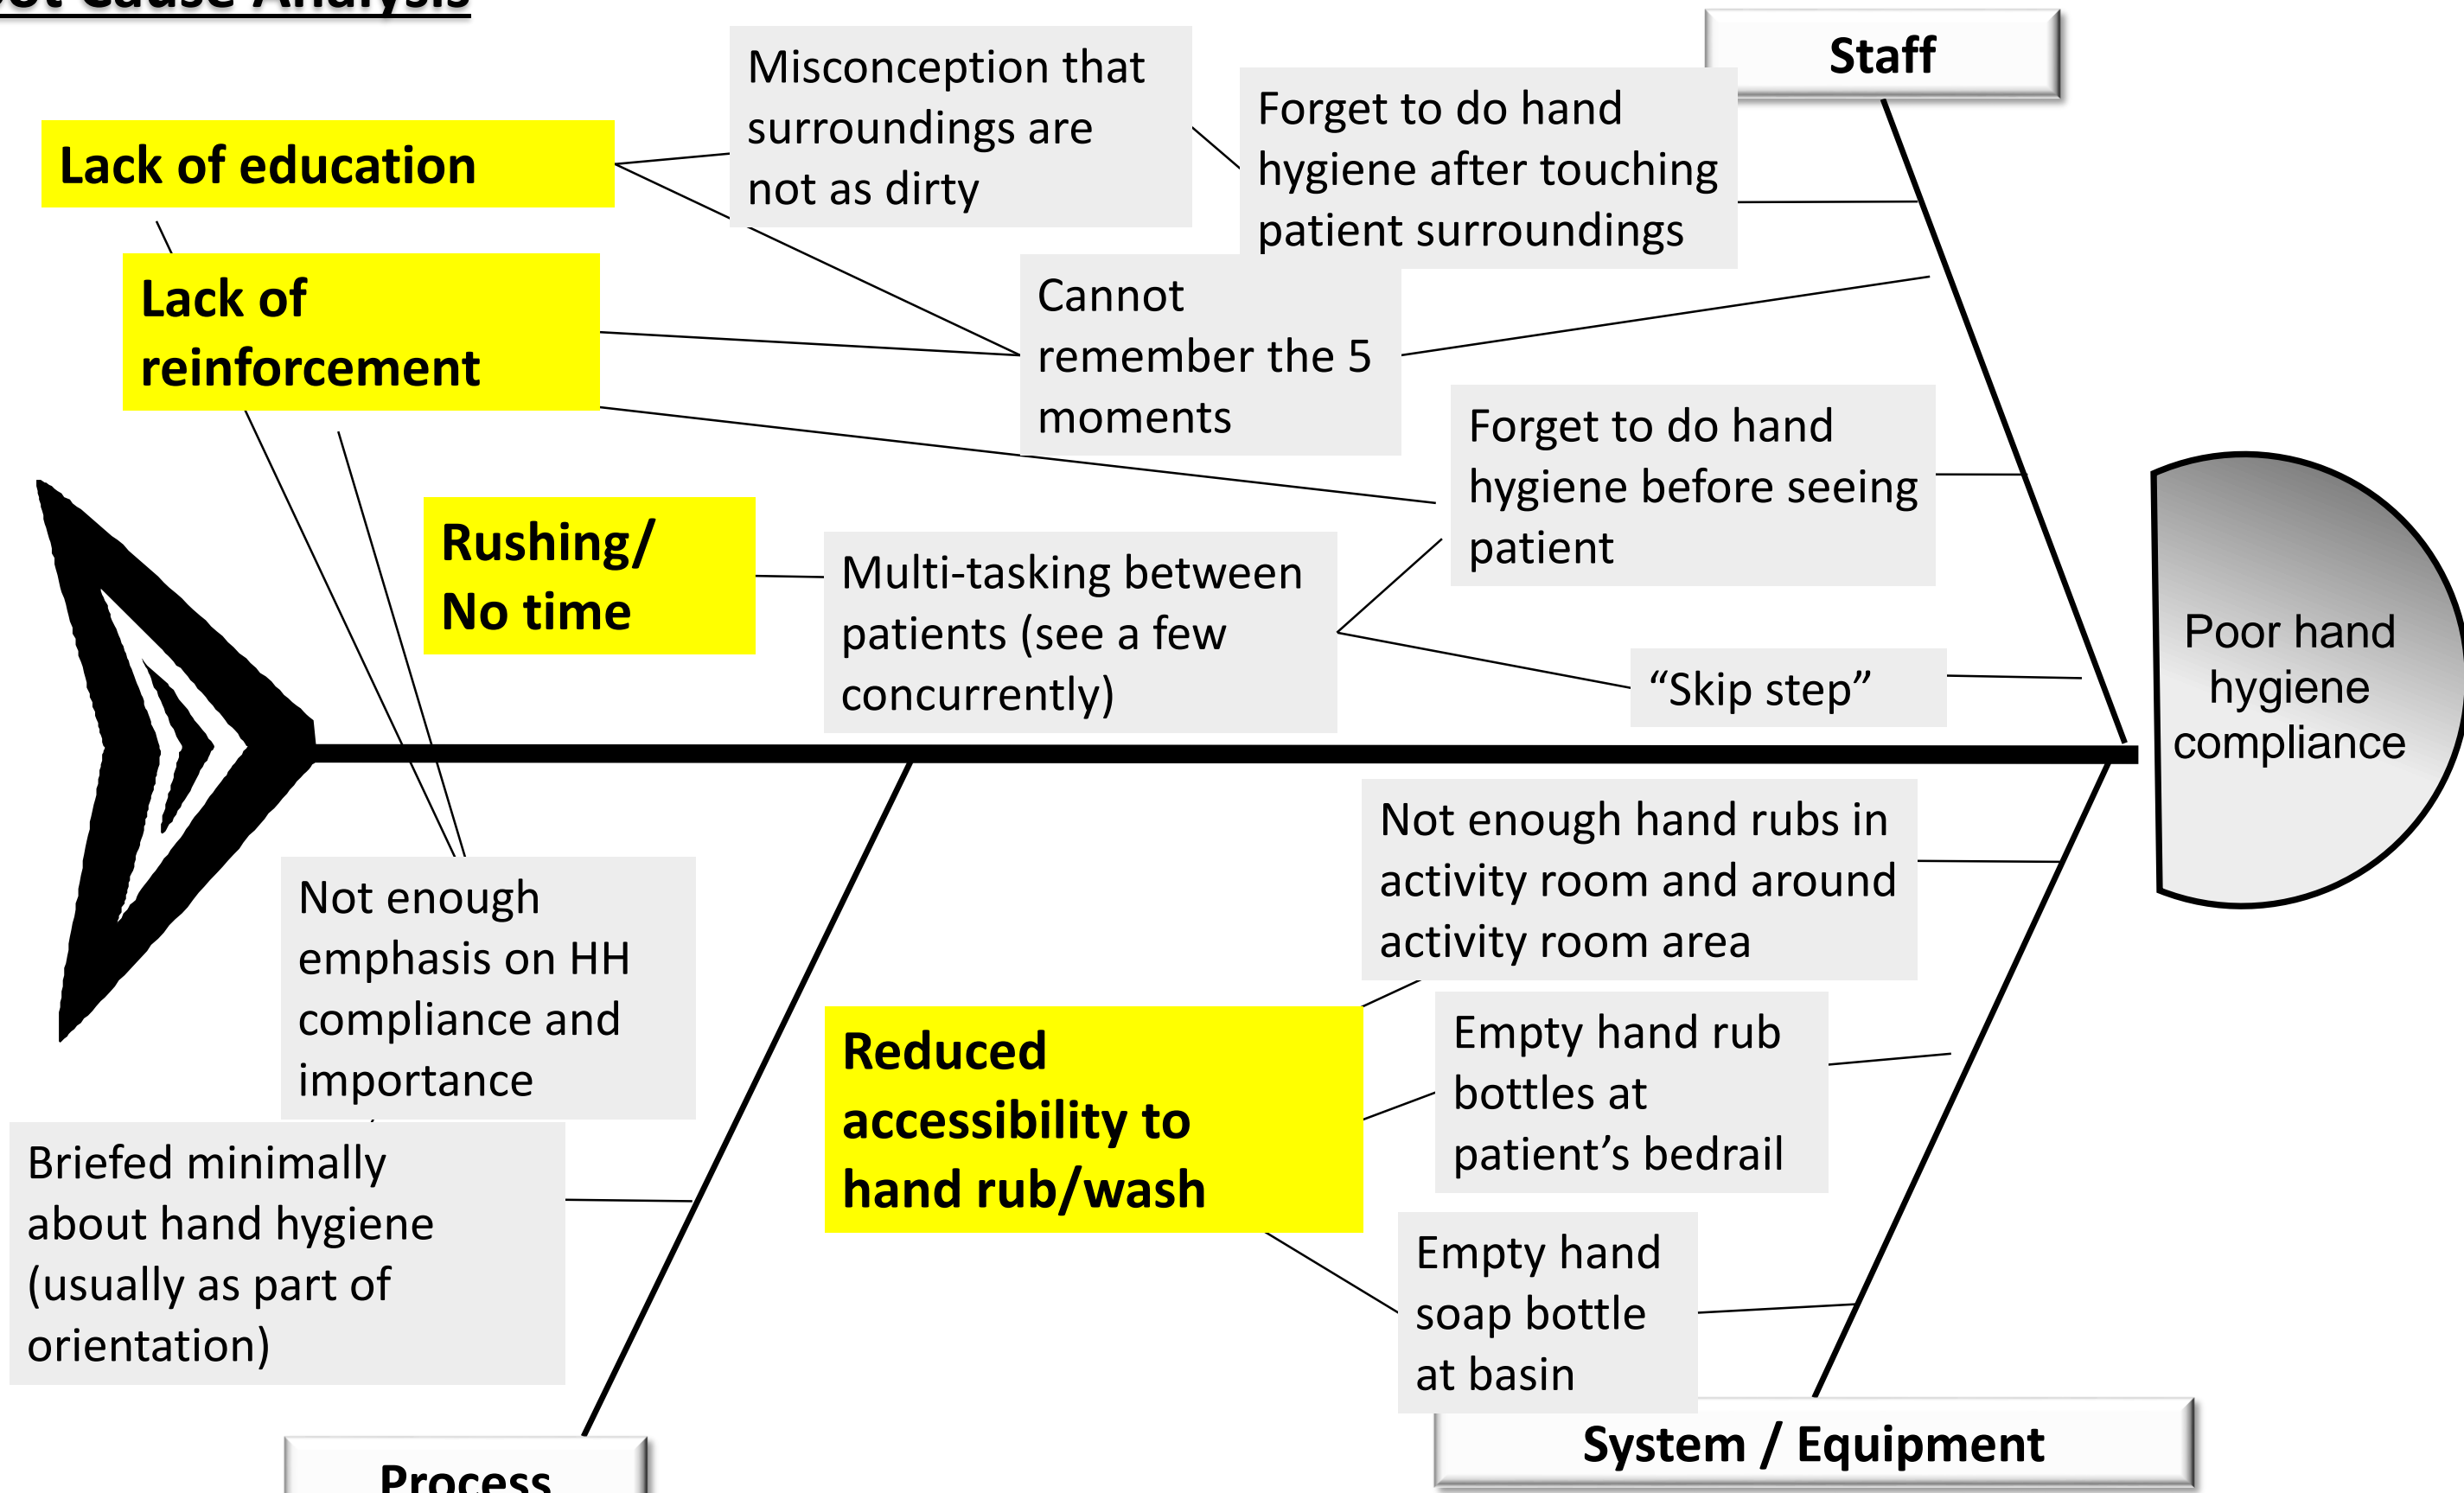 Cause Analysis
Staff
Misconception that
surroundings are
not as dirty
Forget to do hand
hygiene after touching
patient surroundings
Lack of education
Lack of
reinforcement
Cannot
remember the 5
moments
Forget to do hand
hygiene before seeing
patient
Rushing/
No time
Multi-tasking between
patients (see a few
concurrently)
“Skip step”
Poor hand
hygiene
compliance
Not enough hand rubs in
activity room and around
activity room area
Not enough
emphasis on HH
compliance and
importance
Reduced
accessibility to
hand rub/wash
Empty hand rub
bottles at
patient’s bedrail
Briefed minimally
about hand hygiene
(usually as part of
orientation)
Empty hand
soap bottle
at basin
System / Equipment
Process